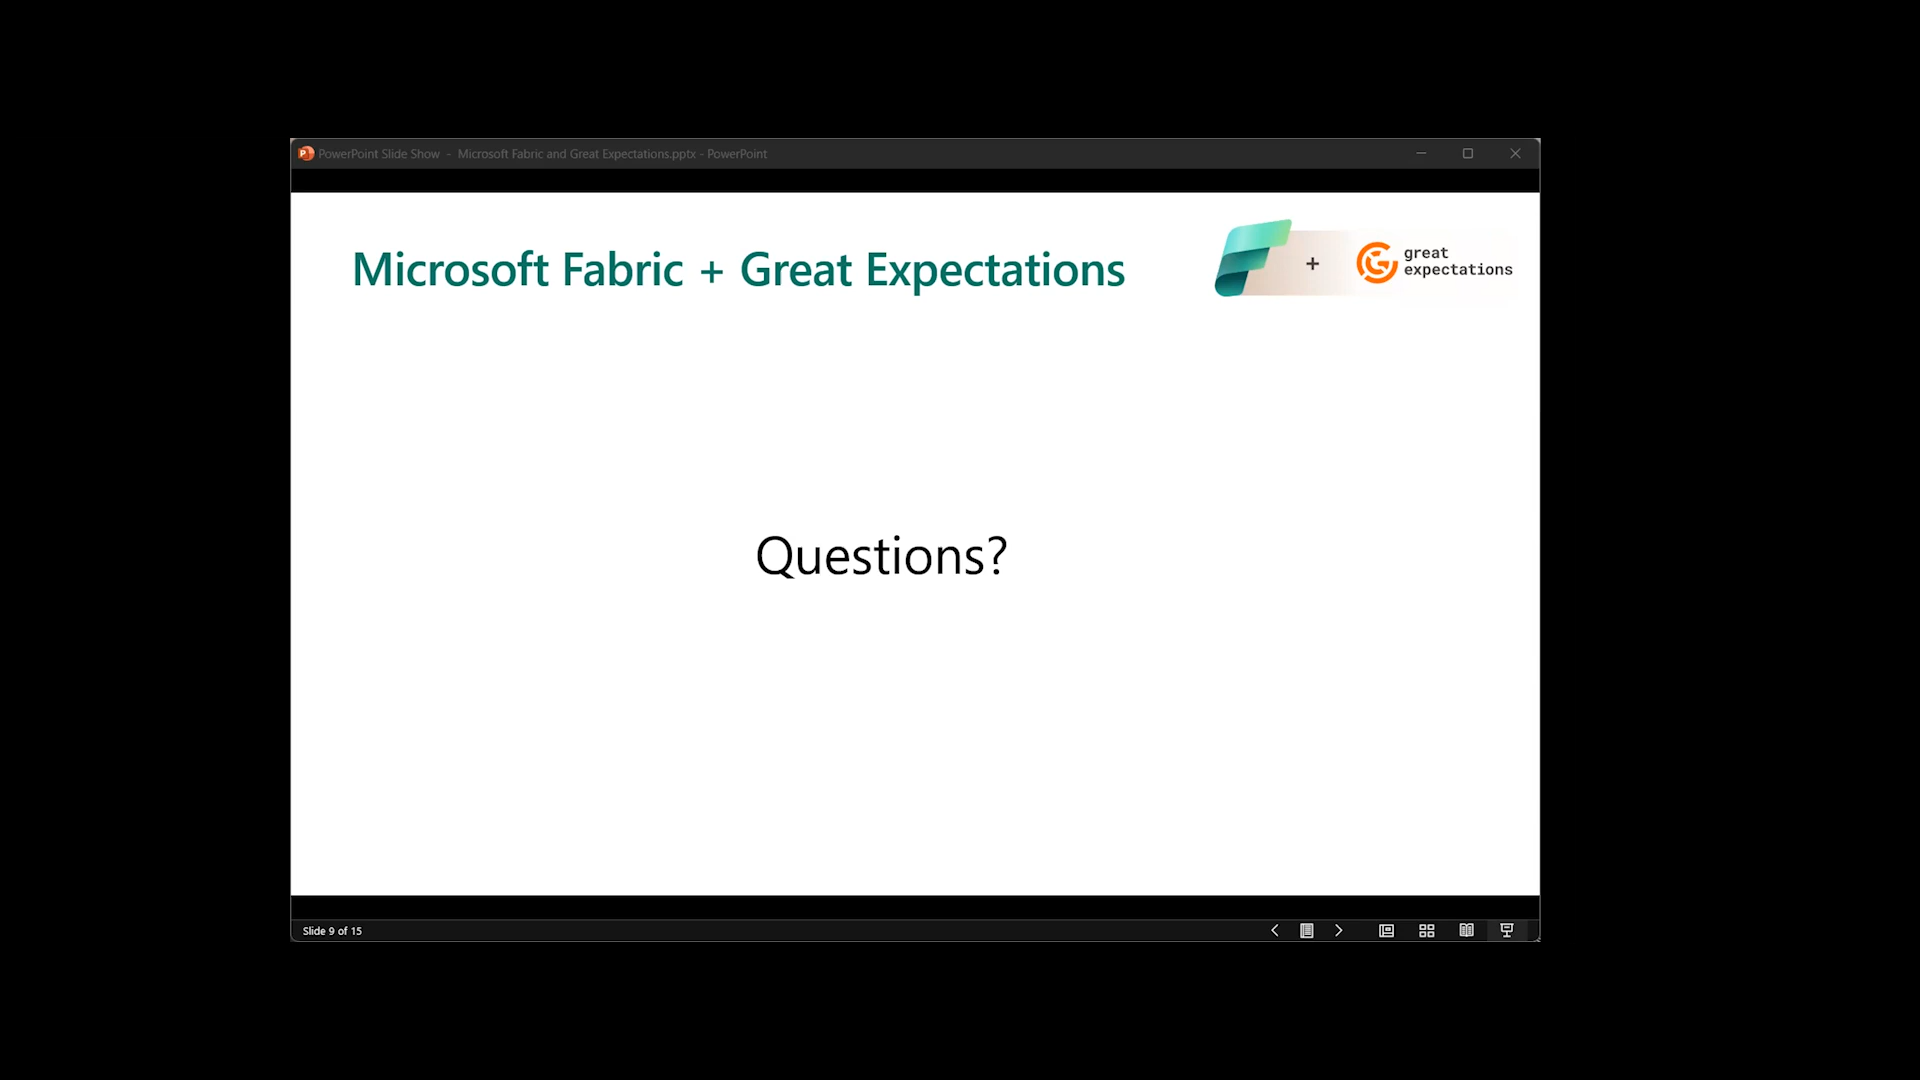 PowerPoint Slide Show - Microsoft Fabric and Great Expectations.pptx - PowerPoint
Microsoft Fabric + Great Expectations
+
great
expectations
Questions?
Slide 9 of 15